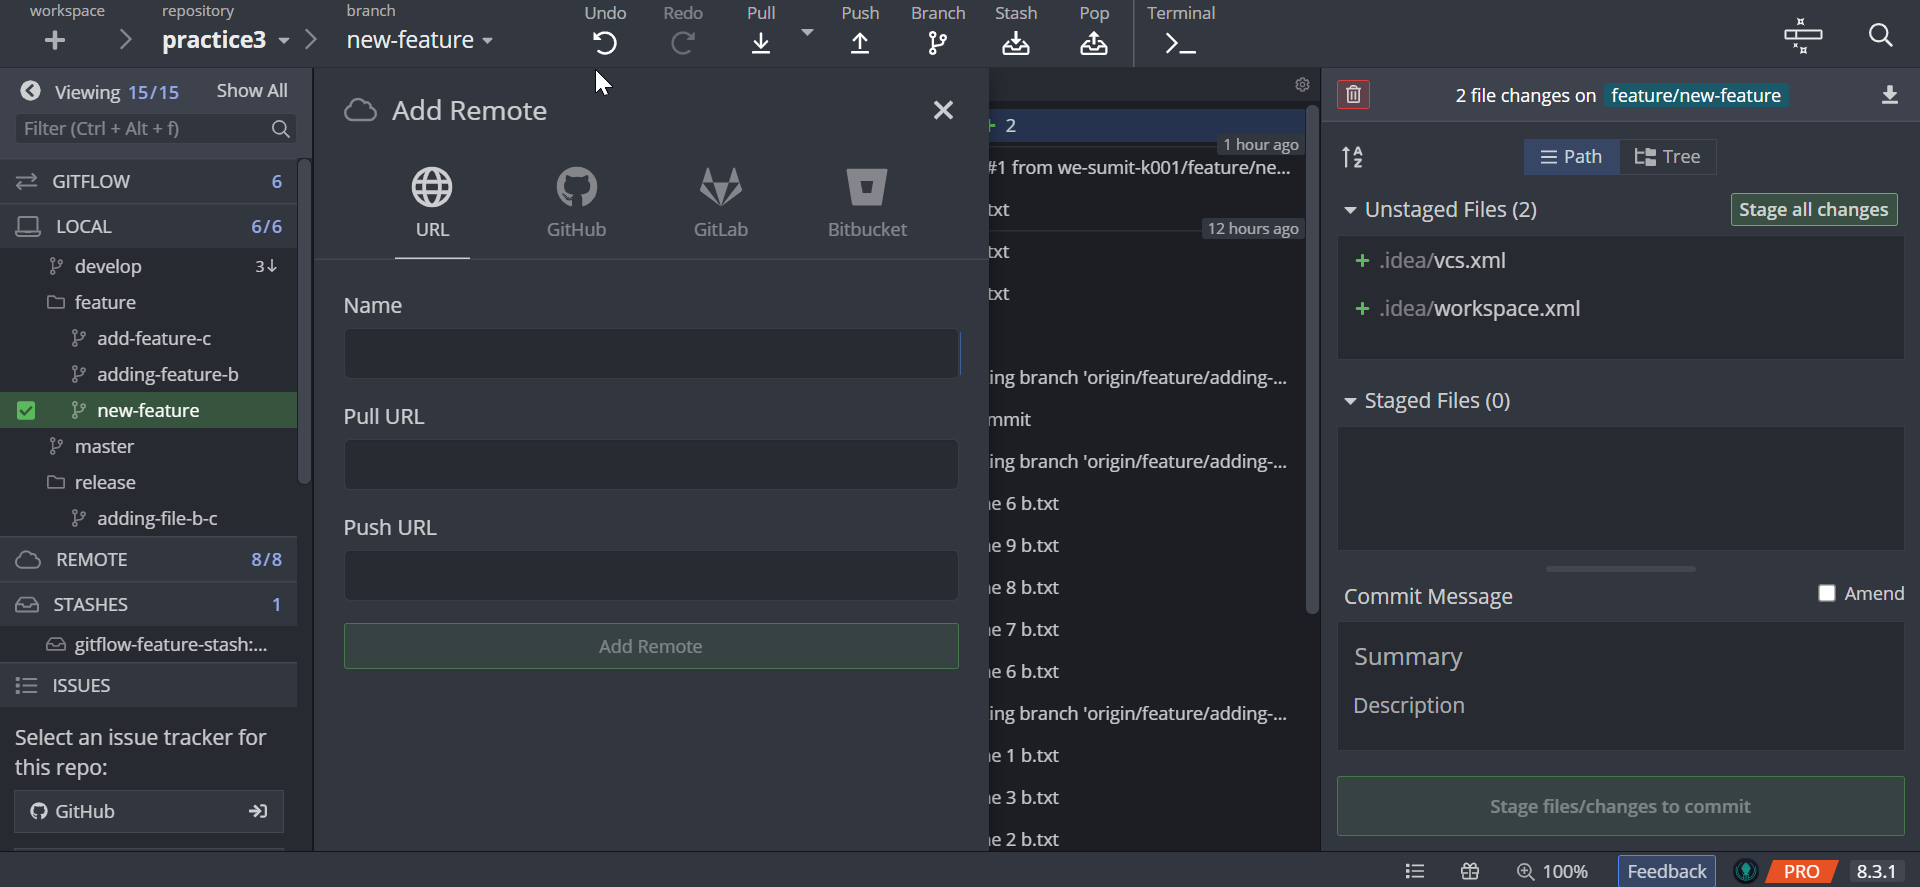 workspace
repository
branch
practice3
new-feature
Undo
Redo
Pull
Push
Branch
Stash
Pop
Terminal
Viewing 15/15
Show All
Filter (Ctrl + Alt + f)
GITFLOW 6
LOCAL 6/6
develop 3↓
feature
add-feature-c
adding-feature-b
new-feature
master
release
adding-file-b-c
REMOTE 8/8
STASHES 1
gitflow-feature-stash:...
ISSUES
Select an issue tracker for
this repo:
GitHub
Add Remote
URL
GitHub
GitLab
Bitbucket
Name
Pull URL
Push URL
Add Remote
+ 2
1 hour ago
#1 from we-sumit-k001/feature/ne...
txt
12 hours ago
txt
txt
ing branch 'origin/feature/adding-...
mmit
ing branch 'origin/feature/adding-...
e 6 b.txt
e 9 b.txt
e 8 b.txt
e 7 b.txt
e 6 b.txt
ing branch 'origin/feature/adding-...
e 1 b.txt
e 3 b.txt
e 2 b.txt
2 file changes on feature/new-feature
Path
Tree
Unstaged Files (2)
Stage all changes
+ .idea/vcs.xml
+ .idea/workspace.xml
Staged Files (0)
Commit Message
Amend
Summary
Description
Stage files/changes to commit
100%
Feedback
PRO
8.3.1